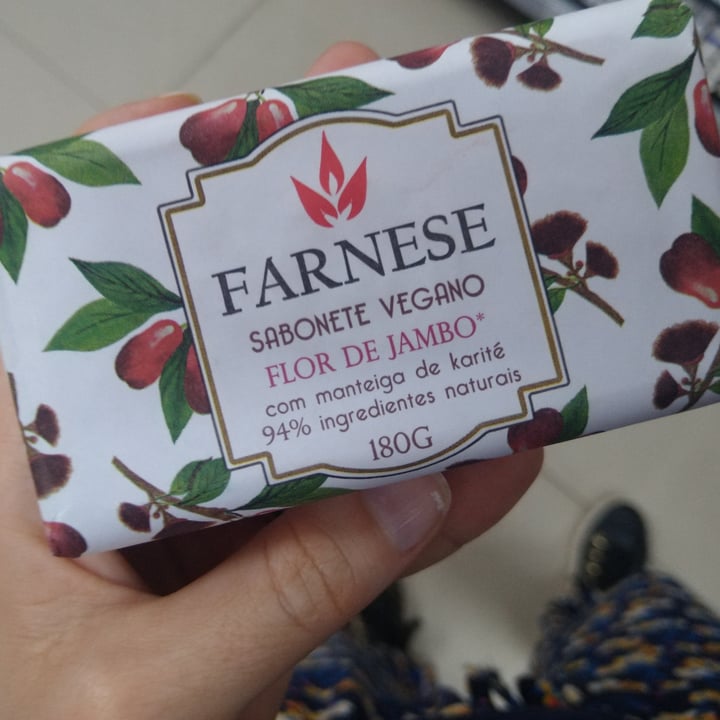 FARNESE
SABONETE VEGANO
FLOR DE JAMBO*
com manteiga de karité
94% ingredientes naturais
180G